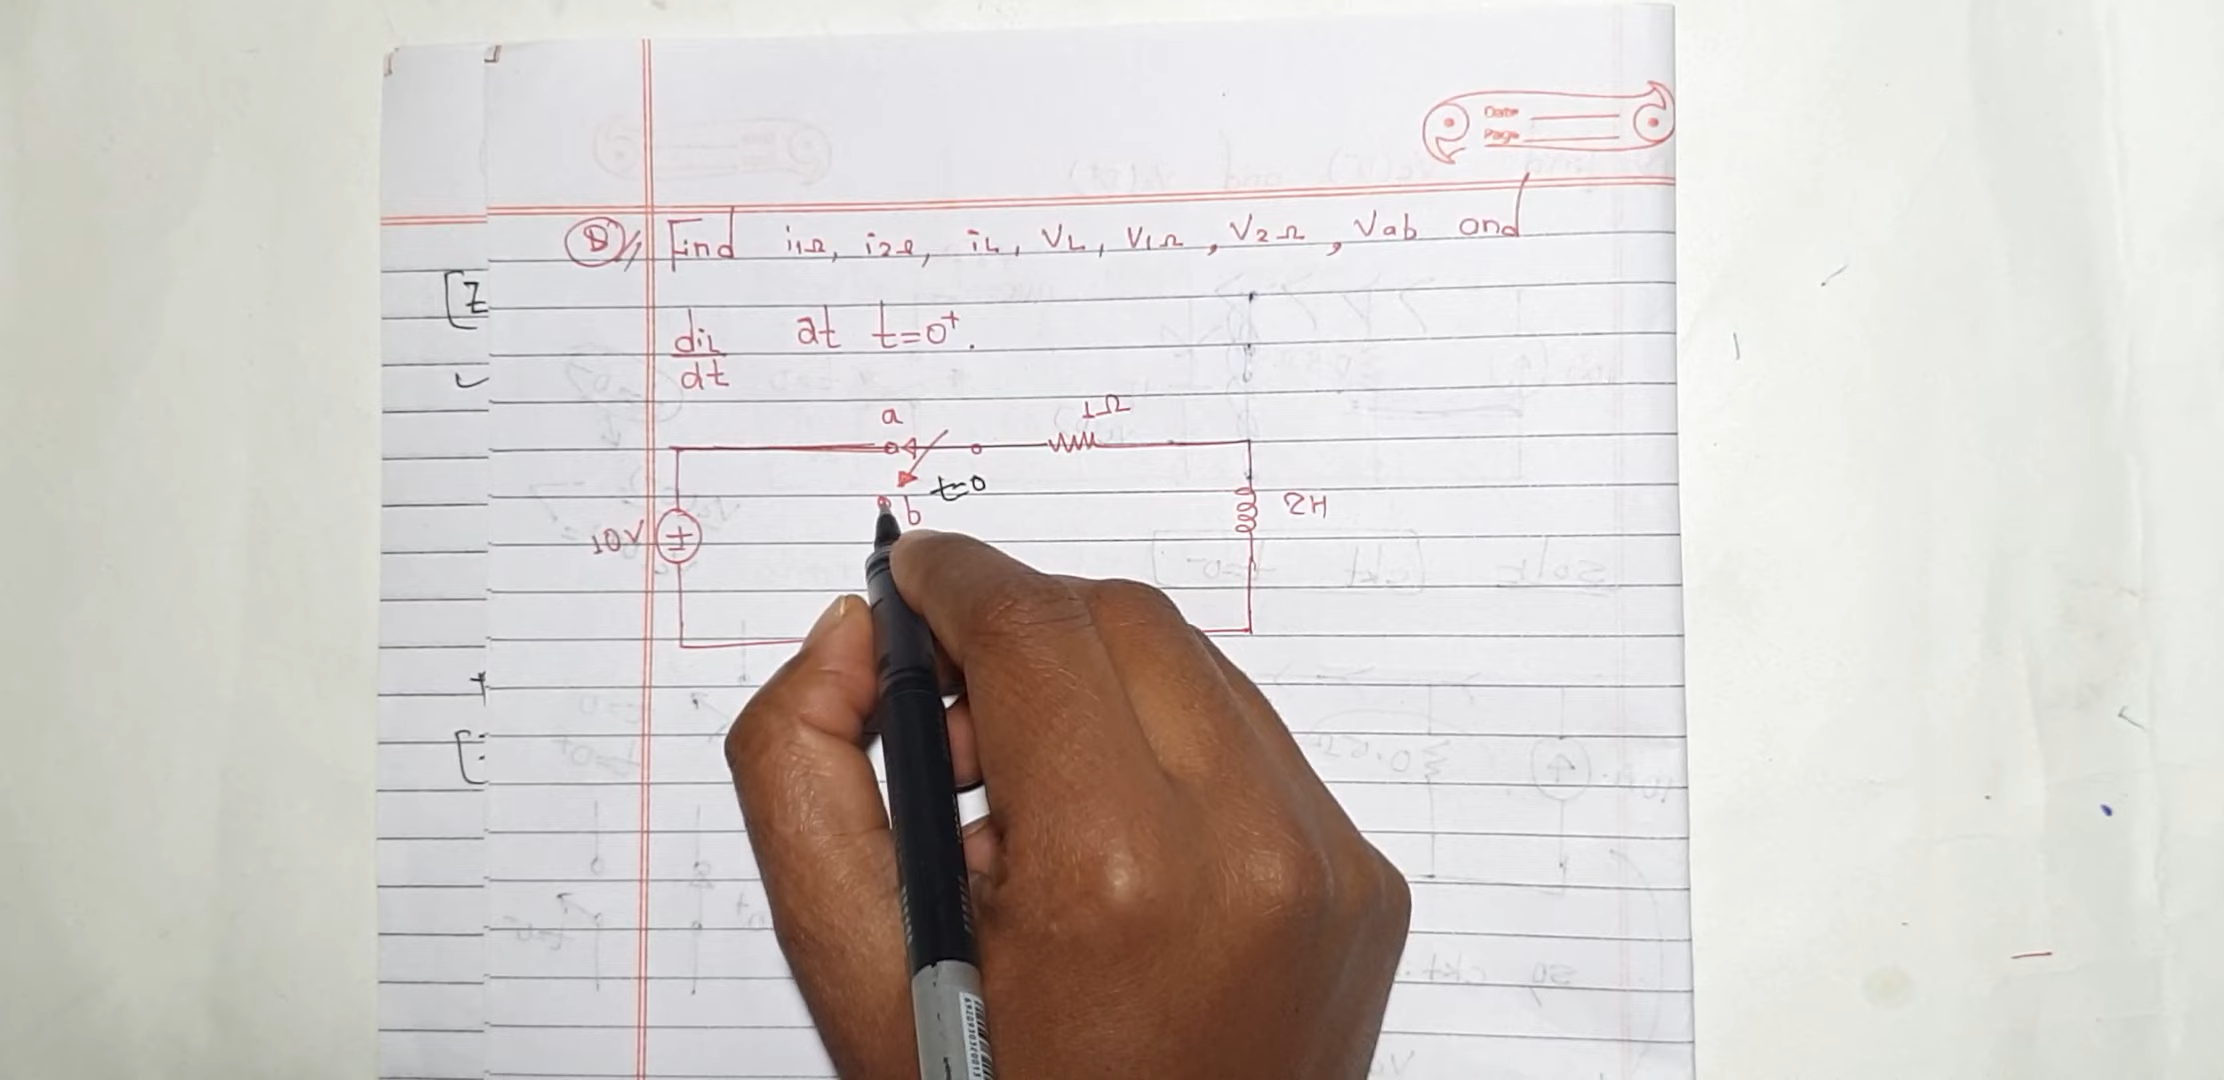 Date
Page
D Find i1Ω, i2Ω, iL, VL, V1Ω, V2Ω, Vab and
diL/dt at t=0+.
a
1Ω
t=0
b
2H
10V
[Z